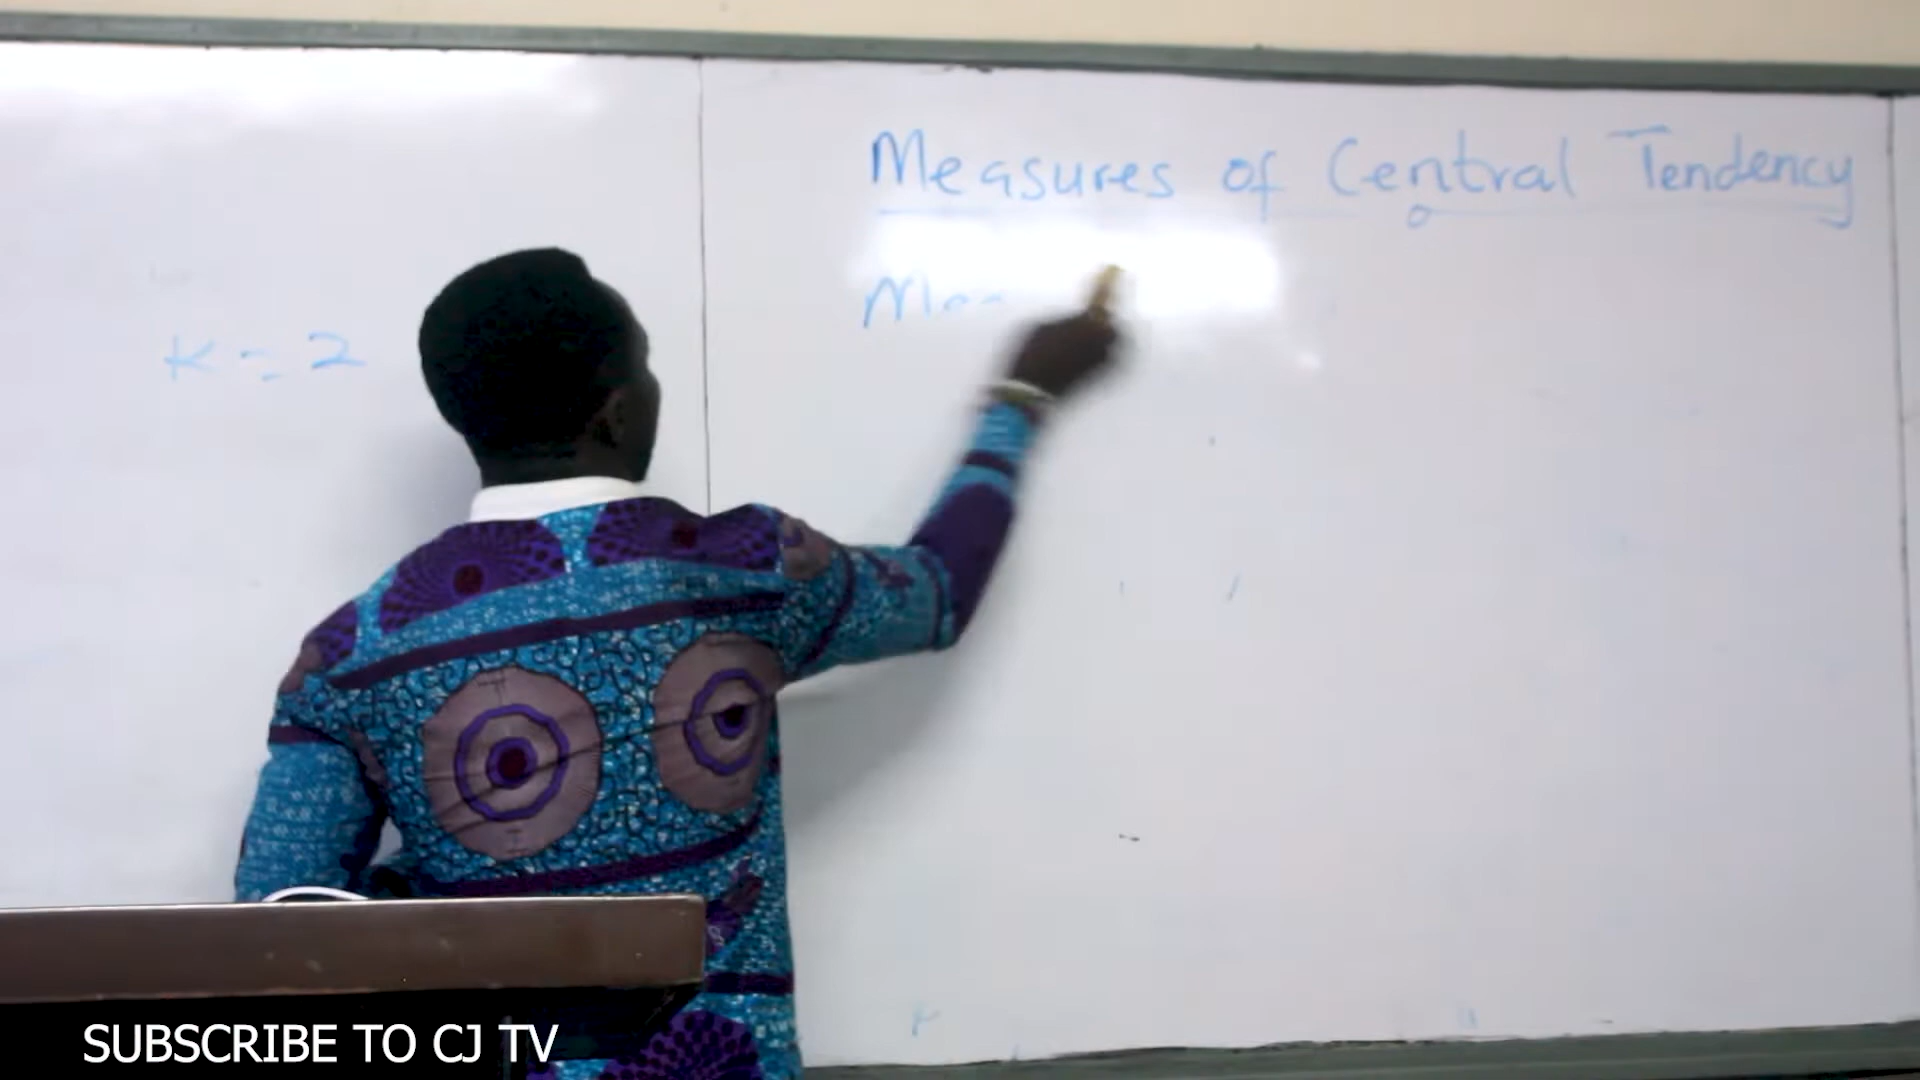 Measures of Central Tendency
K = 2
SUBSCRIBE TO CJ TV